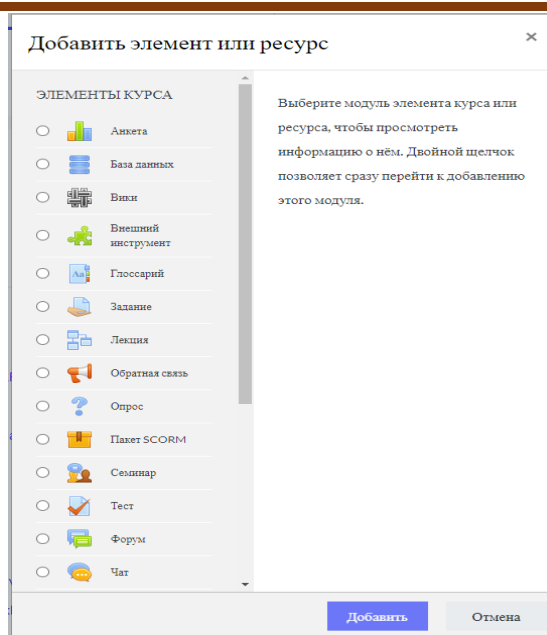 Добавить элемент или ресурс
×
ЭЛЕМЕНТЫ КУРСА
Анкета
База данных
Вики
Внешний
инструмент
Глоссарий
Задание
Лекция
Обратная связь
Опрос
Пакет SCORM
Семинар
Тест
Форум
Чат
Выберите модуль элемента курса или
ресурса, чтобы просмотреть
информацию о нём. Двойной щелчок
позволяет сразу перейти к добавлению
этого модуля.
Добавить
Отмена